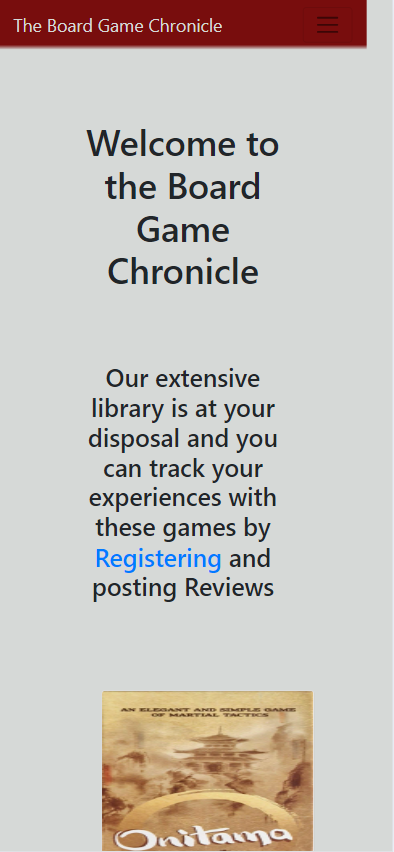 The Board Game Chronicle
Welcome to
the Board
Game
Chronicle
Our extensive
library is at your
disposal and you
can track your
experiences with
these games by
Registering and
posting Reviews
AN ELEGANT AND SIMPLE GAME
OF MARTIAL TACTICS
Onitama